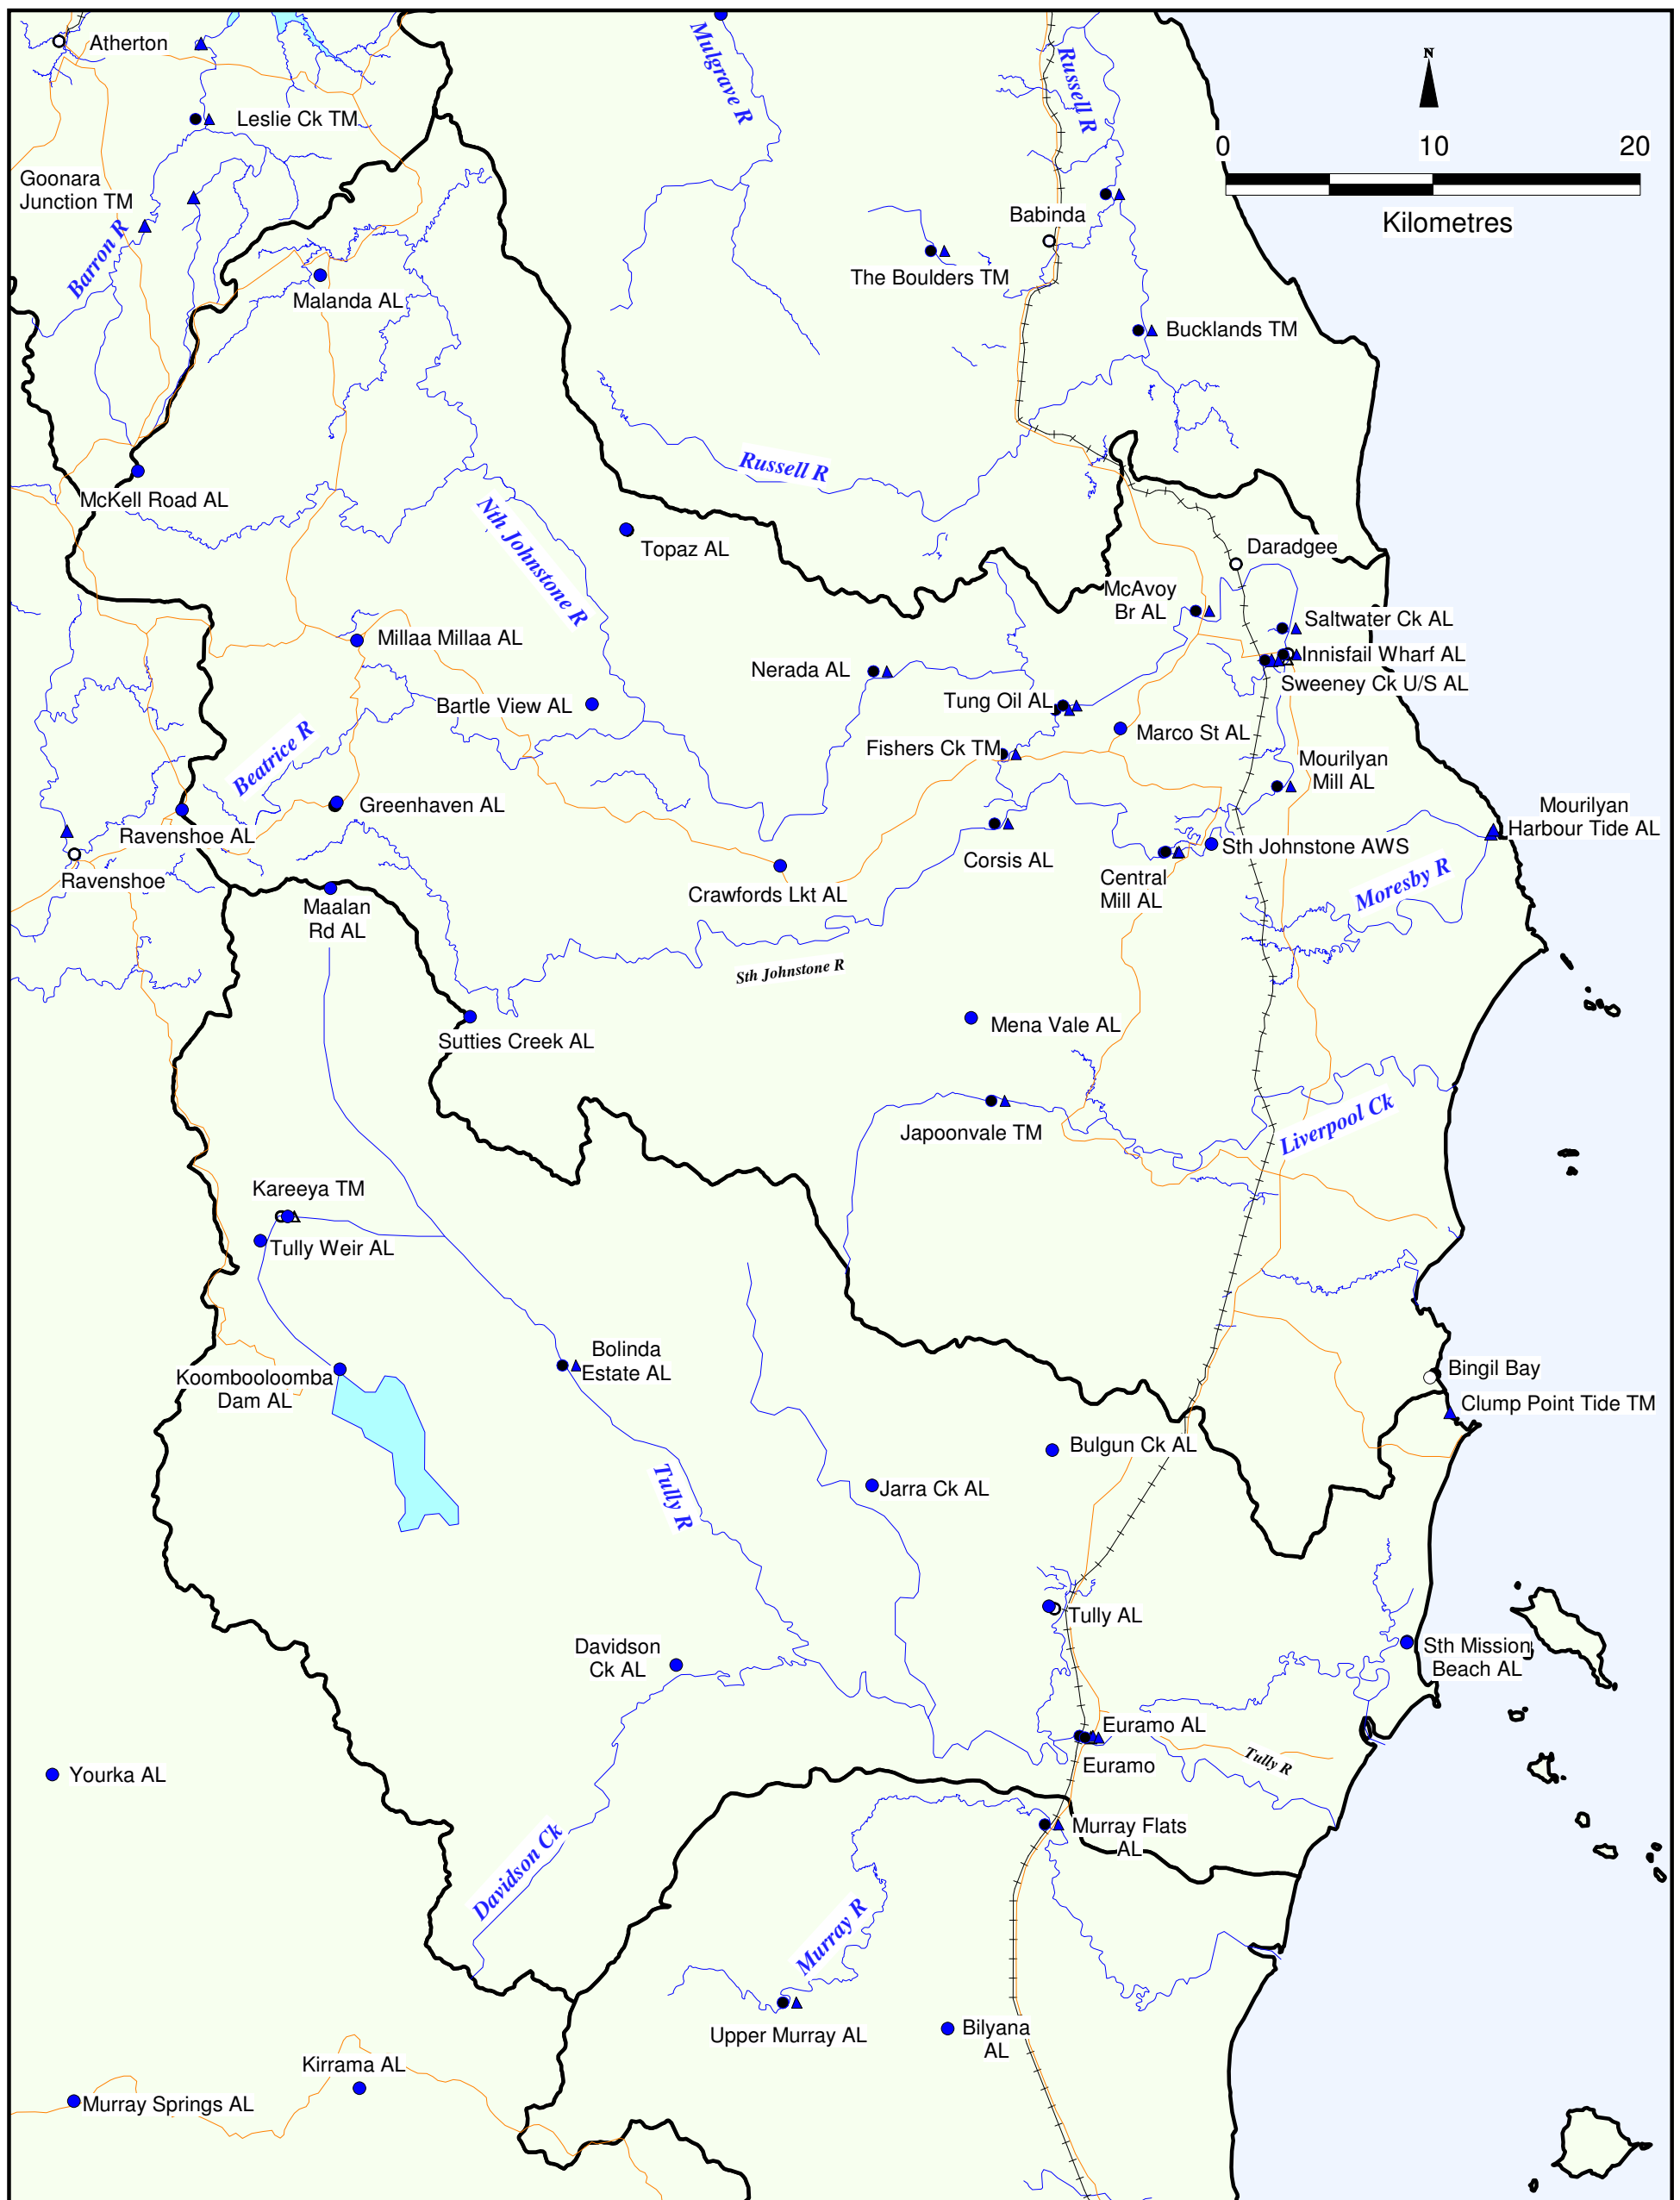 Atherton
Mulgrave R
Russell R
N
Leslie Ck TM
0 10 20
Kilometres
Goonara
Junction TM
Barron R
Babinda
The Boulders TM
Malanda AL
Bucklands TM
McKell Road AL
Russell R
Nth Johnstone R
Topaz AL
Daradgee
McAvoy
Br AL
Saltwater Ck AL
Innisfail Wharf AL
Sweeney Ck U/S AL
Millaa Millaa AL
Nerada AL
Bartle View AL
Tung Oil AL
Marco St AL
Fishers Ck TM
Beatrice R
Mourilyan
Mill AL
Greenhaven AL
Mourilyan
Harbour Tide AL
Ravenshoe AL
Sth Johnstone AWS
Corsis AL
Ravenshoe
Central
Mill AL
Moresby R
Crawfords Lkt AL
Maalan
Rd AL
Sth Johnstone R
Mena Vale AL
Sutties Creek AL
Japoonvale TM
Liverpool Ck
Kareeya TM
Tully Weir AL
Bolinda
Estate AL
Koombooloomba
Dam AL
Bingil Bay
Clump Point Tide TM
Bulgun Ck AL
Jarra Ck AL
Tully R
Tully AL
Davidson
Ck AL
Sth Mission
Beach AL
Euramo AL
Euramo
Tully R
Yourka AL
Murray Flats
AL
Davidson Ck
Murray R
Upper Murray AL
Bilyana
AL
Kirrama AL
Murray Springs AL